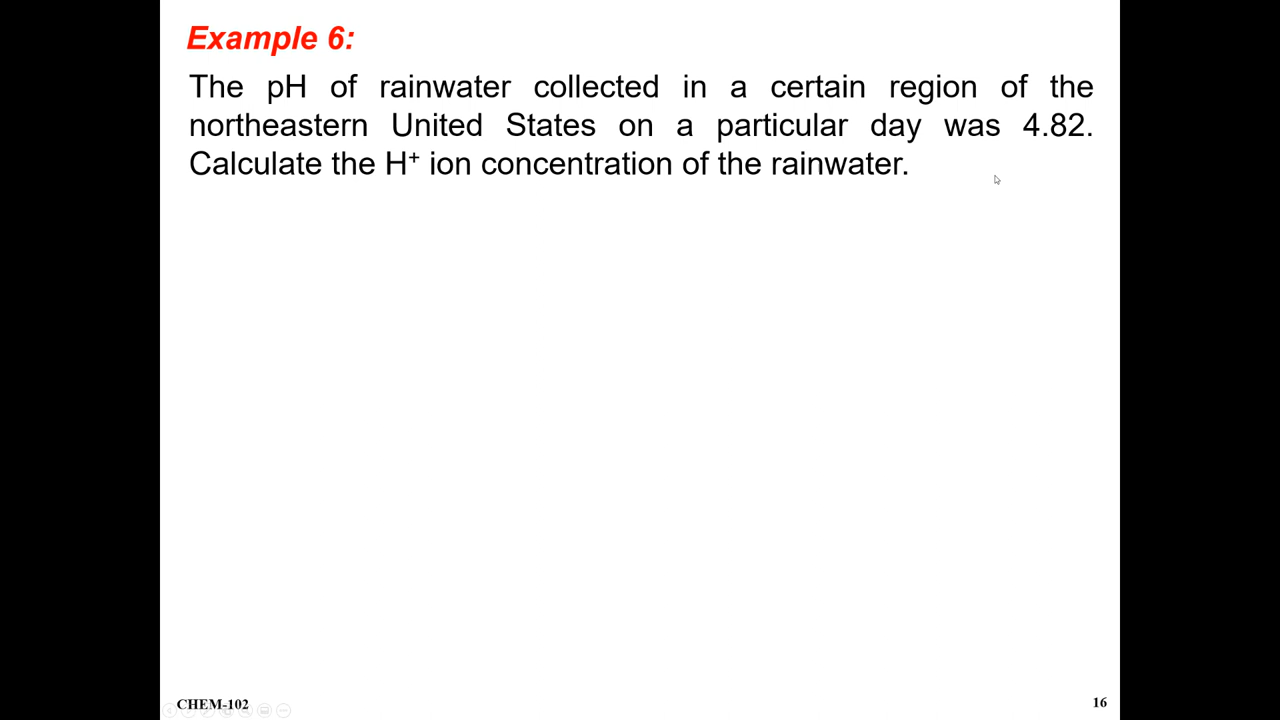 Example 6:
The pH of rainwater collected in a certain region of the
northeastern United States on a particular day was 4.82.
Calculate the H⁺ ion concentration of the rainwater.
CHEM-102
16